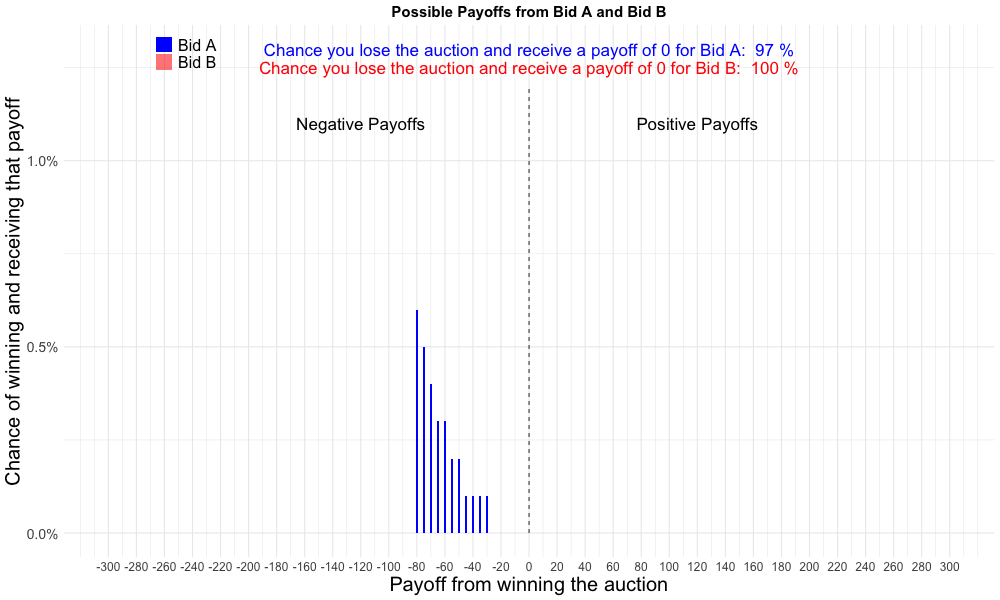 Possible Payoffs from Bid A and Bid B
Bid A
Bid B
Chance you lose the auction and receive a payoff of 0 for Bid A:  97 %
Chance you lose the auction and receive a payoff of 0 for Bid B:  100 %
Negative Payoffs
Positive Payoffs
Chance of winning and receiving that payoff
1.0%
0.5%
0.0%
-300 -280 -260 -240 -220 -200 -180 -160 -140 -120 -100 -80 -60 -40 -20 0 20 40 60 80 100 120 140 160 180 200 220 240 260 280 300
Payoff from winning the auction